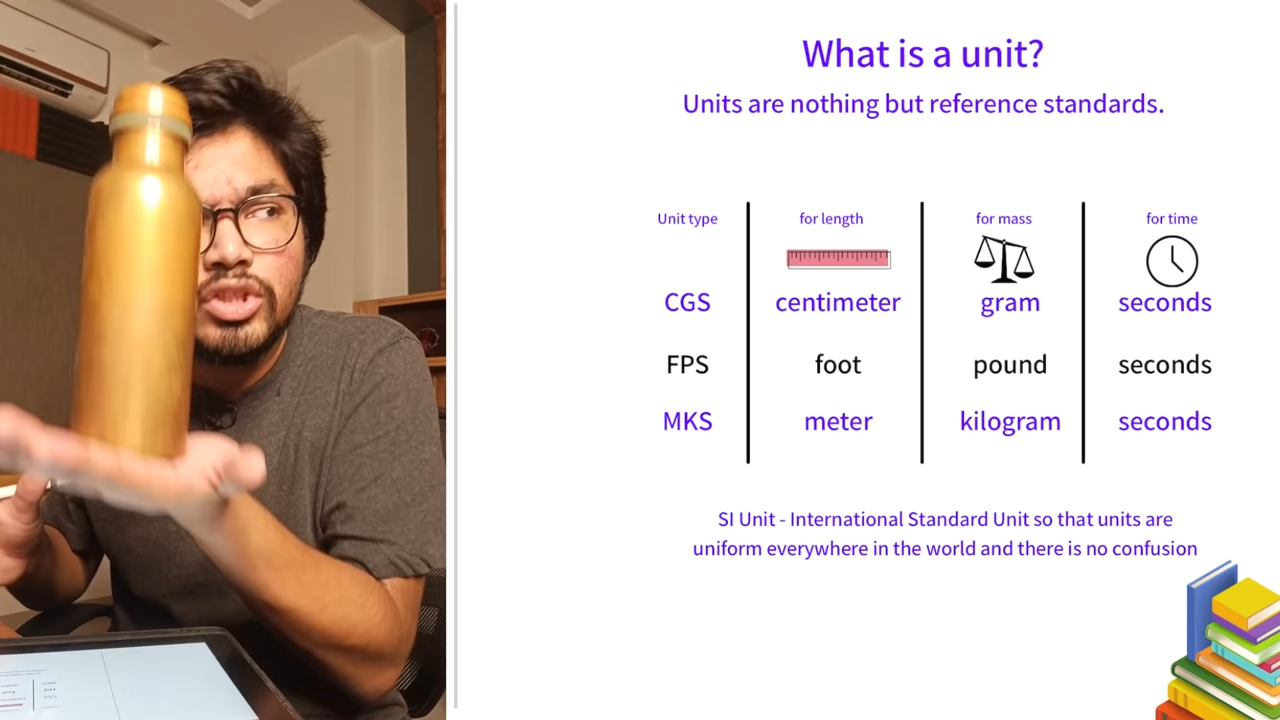 What is a unit?
Units are nothing but reference standards.
Unit type for length for mass for time
CGS centimeter gram seconds
FPS foot pound seconds
MKS meter kilogram seconds
SI Unit - International Standard Unit so that units are
uniform everywhere in the world and there is no confusion